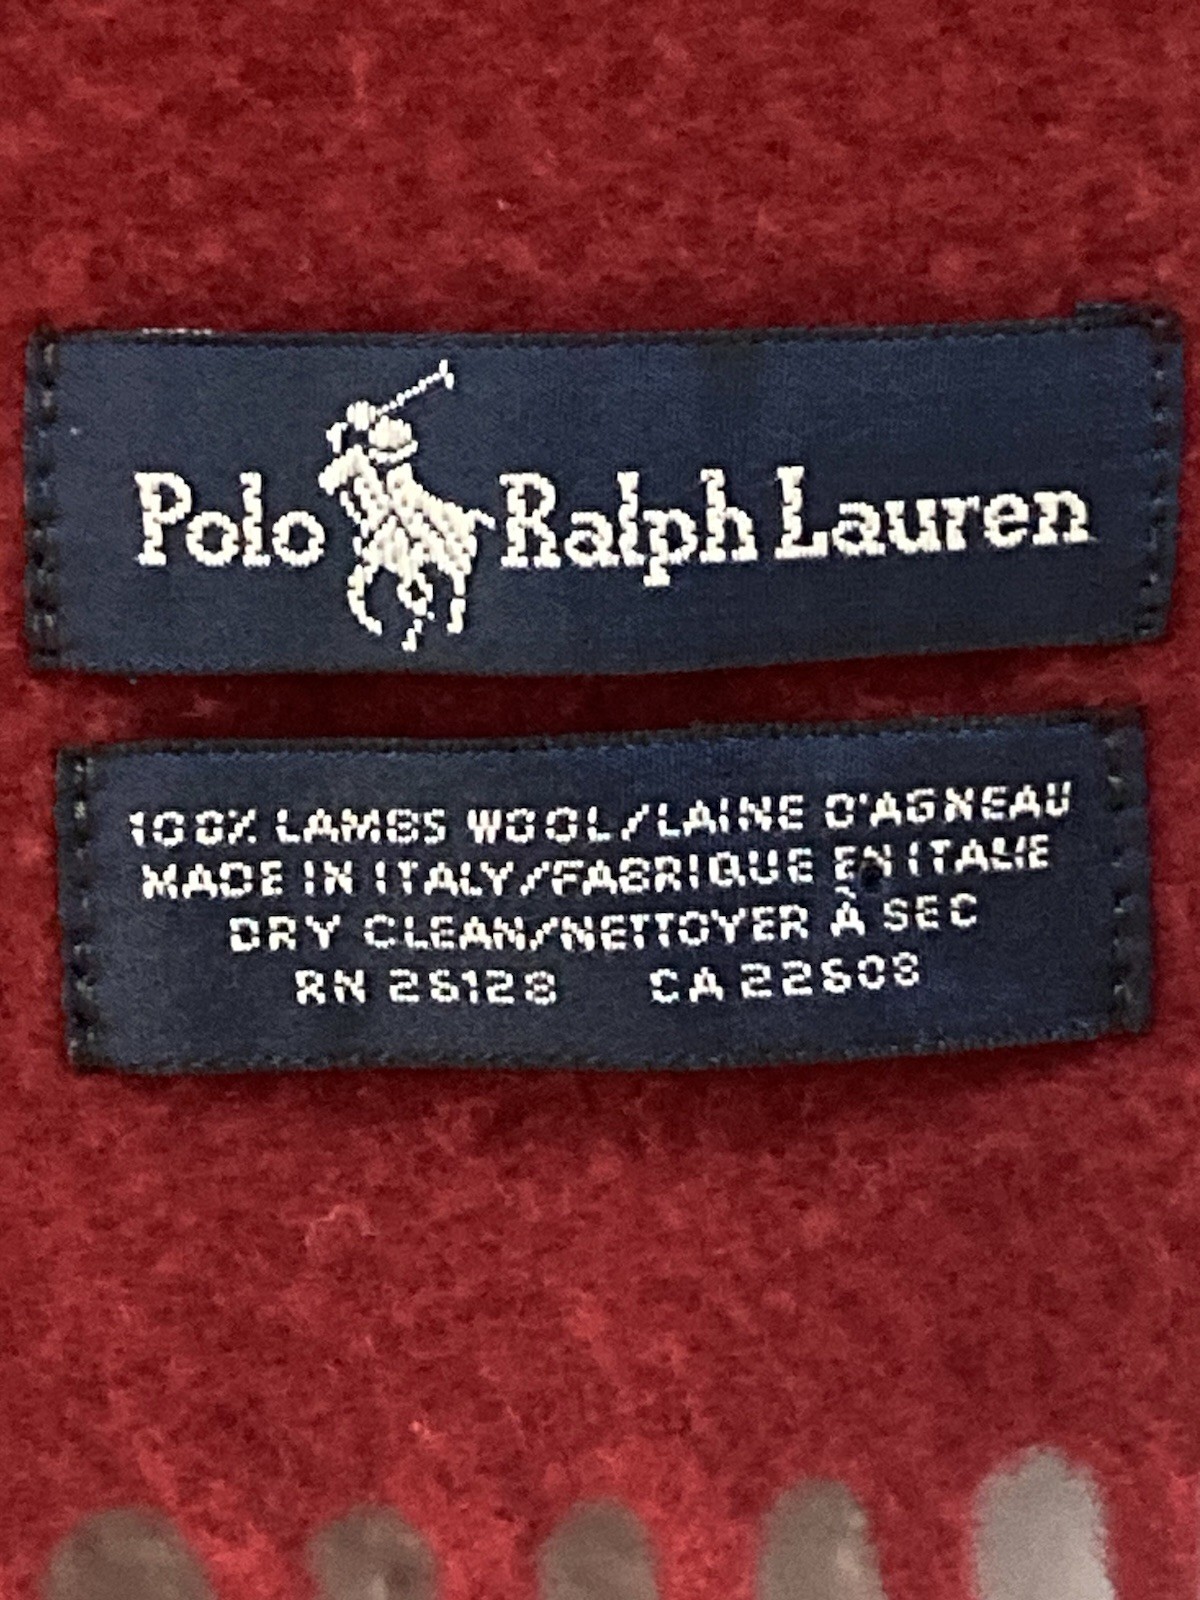 Polo Ralph Lauren
100% LAMBS WOOL/LAINE D'AGNEAU
MADE IN ITALY/FABRIQUE EN ITALIE
DRY CLEAN/NETTOYER À SEC
RN 26128 CA 22608